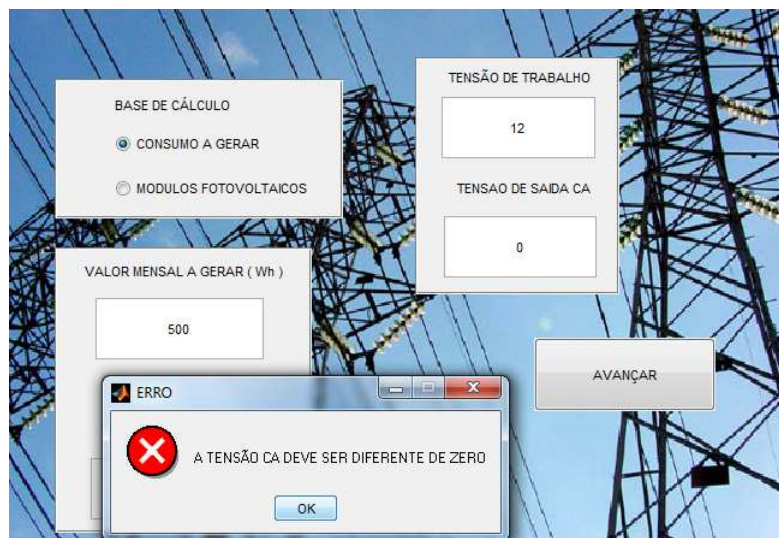 BASE DE CÁLCULO
CONSUMO A GERAR
MODULOS FOTOVOLTAICOS
TENSÃO DE TRABALHO
12
TENSAO DE SAIDA CA
0
VALOR MENSAL A GERAR ( Wh )
500
AVANÇAR
ERRO
A TENSÃO CA DEVE SER DIFERENTE DE ZERO
OK